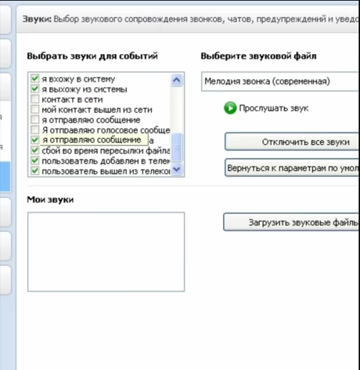 Звуки: Выбор звукового сопровождения звонков, чатов, предупреждений и
Выбрать звуки для событий
я вхожу в систему
я выхожу из системы
контакт в сети
мой контакт вышел из сети
я отправляю сообщение
Я отправляю голосовое сообще
я отправляю сообщение
сбой во время пересылки файла
пользователь добавлен в телек
пользователь вышел из телеко
Выберите звуковой файл
Мелодия звонка (современная)
Прослушать звук
Отключить все звуки
Вернуться к параметрам по умол
Мои звуки
Загрузить звуковые файлы